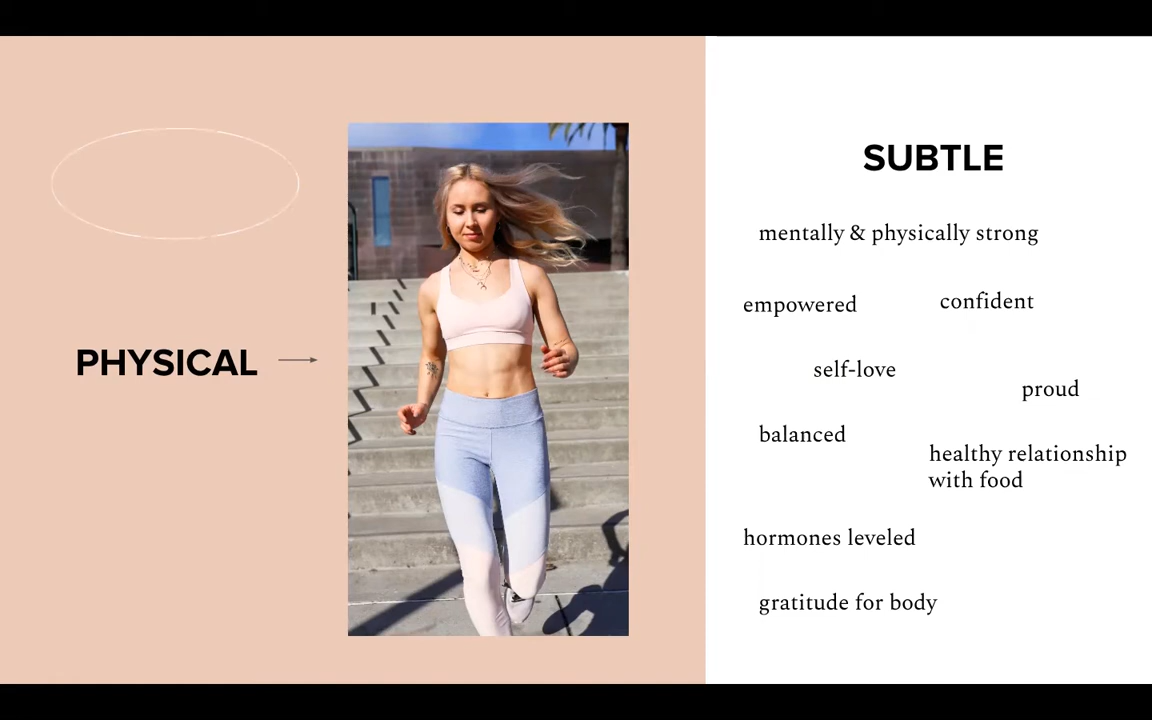 PHYSICAL
SUBTLE
mentally & physically strong
empowered
confident
self-love
proud
balanced
healthy relationship
with food
hormones leveled
gratitude for body